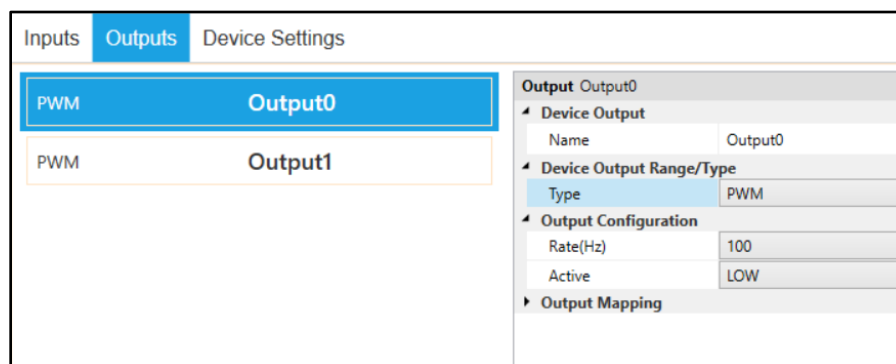 Inputs Outputs Device Settings
PWM Output0
PWM Output1
Output Output0
Device Output
Name Output0
Device Output Range/Type
Type PWM
Output Configuration
Rate(Hz) 100
Active LOW
Output Mapping